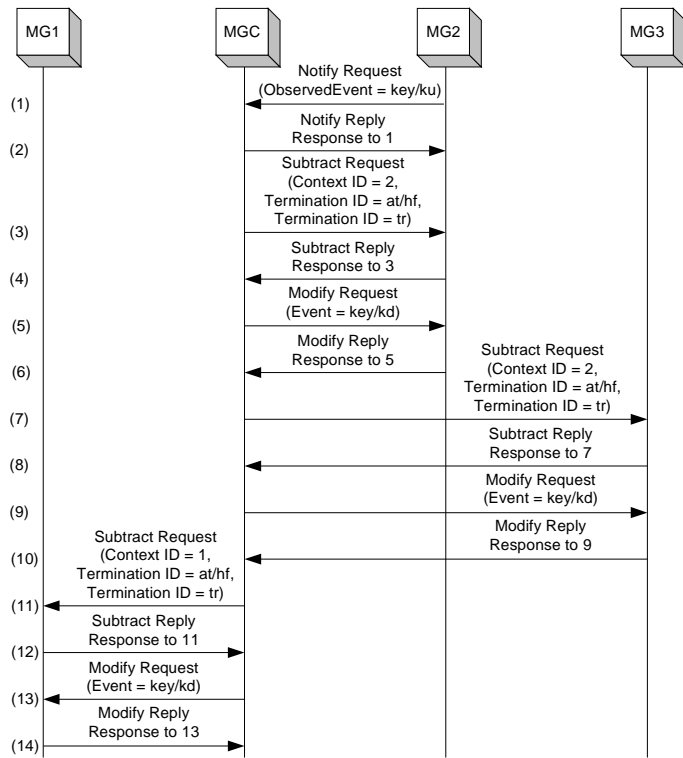 MG1
MGC
MG2
MG3
Notify Request
(ObservedEvent = key/ku)
(1)
Notify Reply
Response to 1
(2)
Subtract Request
(Context ID = 2,
Termination ID = at/hf,
Termination ID = tr)
(3)
Subtract Reply
Response to 3
(4)
Modify Request
(Event = key/kd)
(5)
Modify Reply
Response to 5
(6)
Subtract Request
(Context ID = 2,
Termination ID = at/hf,
Termination ID = tr)
(7)
Subtract Reply
Response to 7
(8)
Modify Request
(Event = key/kd)
(9)
Modify Reply
Response to 9
(10)
Subtract Request
(Context ID = 1,
Termination ID = at/hf,
Termination ID = tr)
(11)
Subtract Reply
Response to 11
(12)
Modify Request
(Event = key/kd)
(13)
Modify Reply
Response to 13
(14)